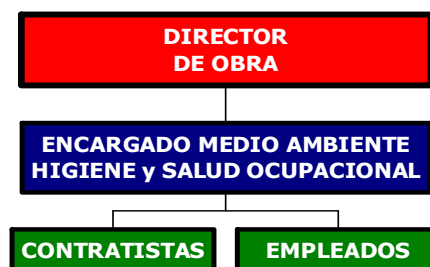 DIRECTOR
DE OBRA
ENCARGADO MEDIO AMBIENTE
HIGIENE y SALUD OCUPACIONAL
CONTRATISTAS
EMPLEADOS